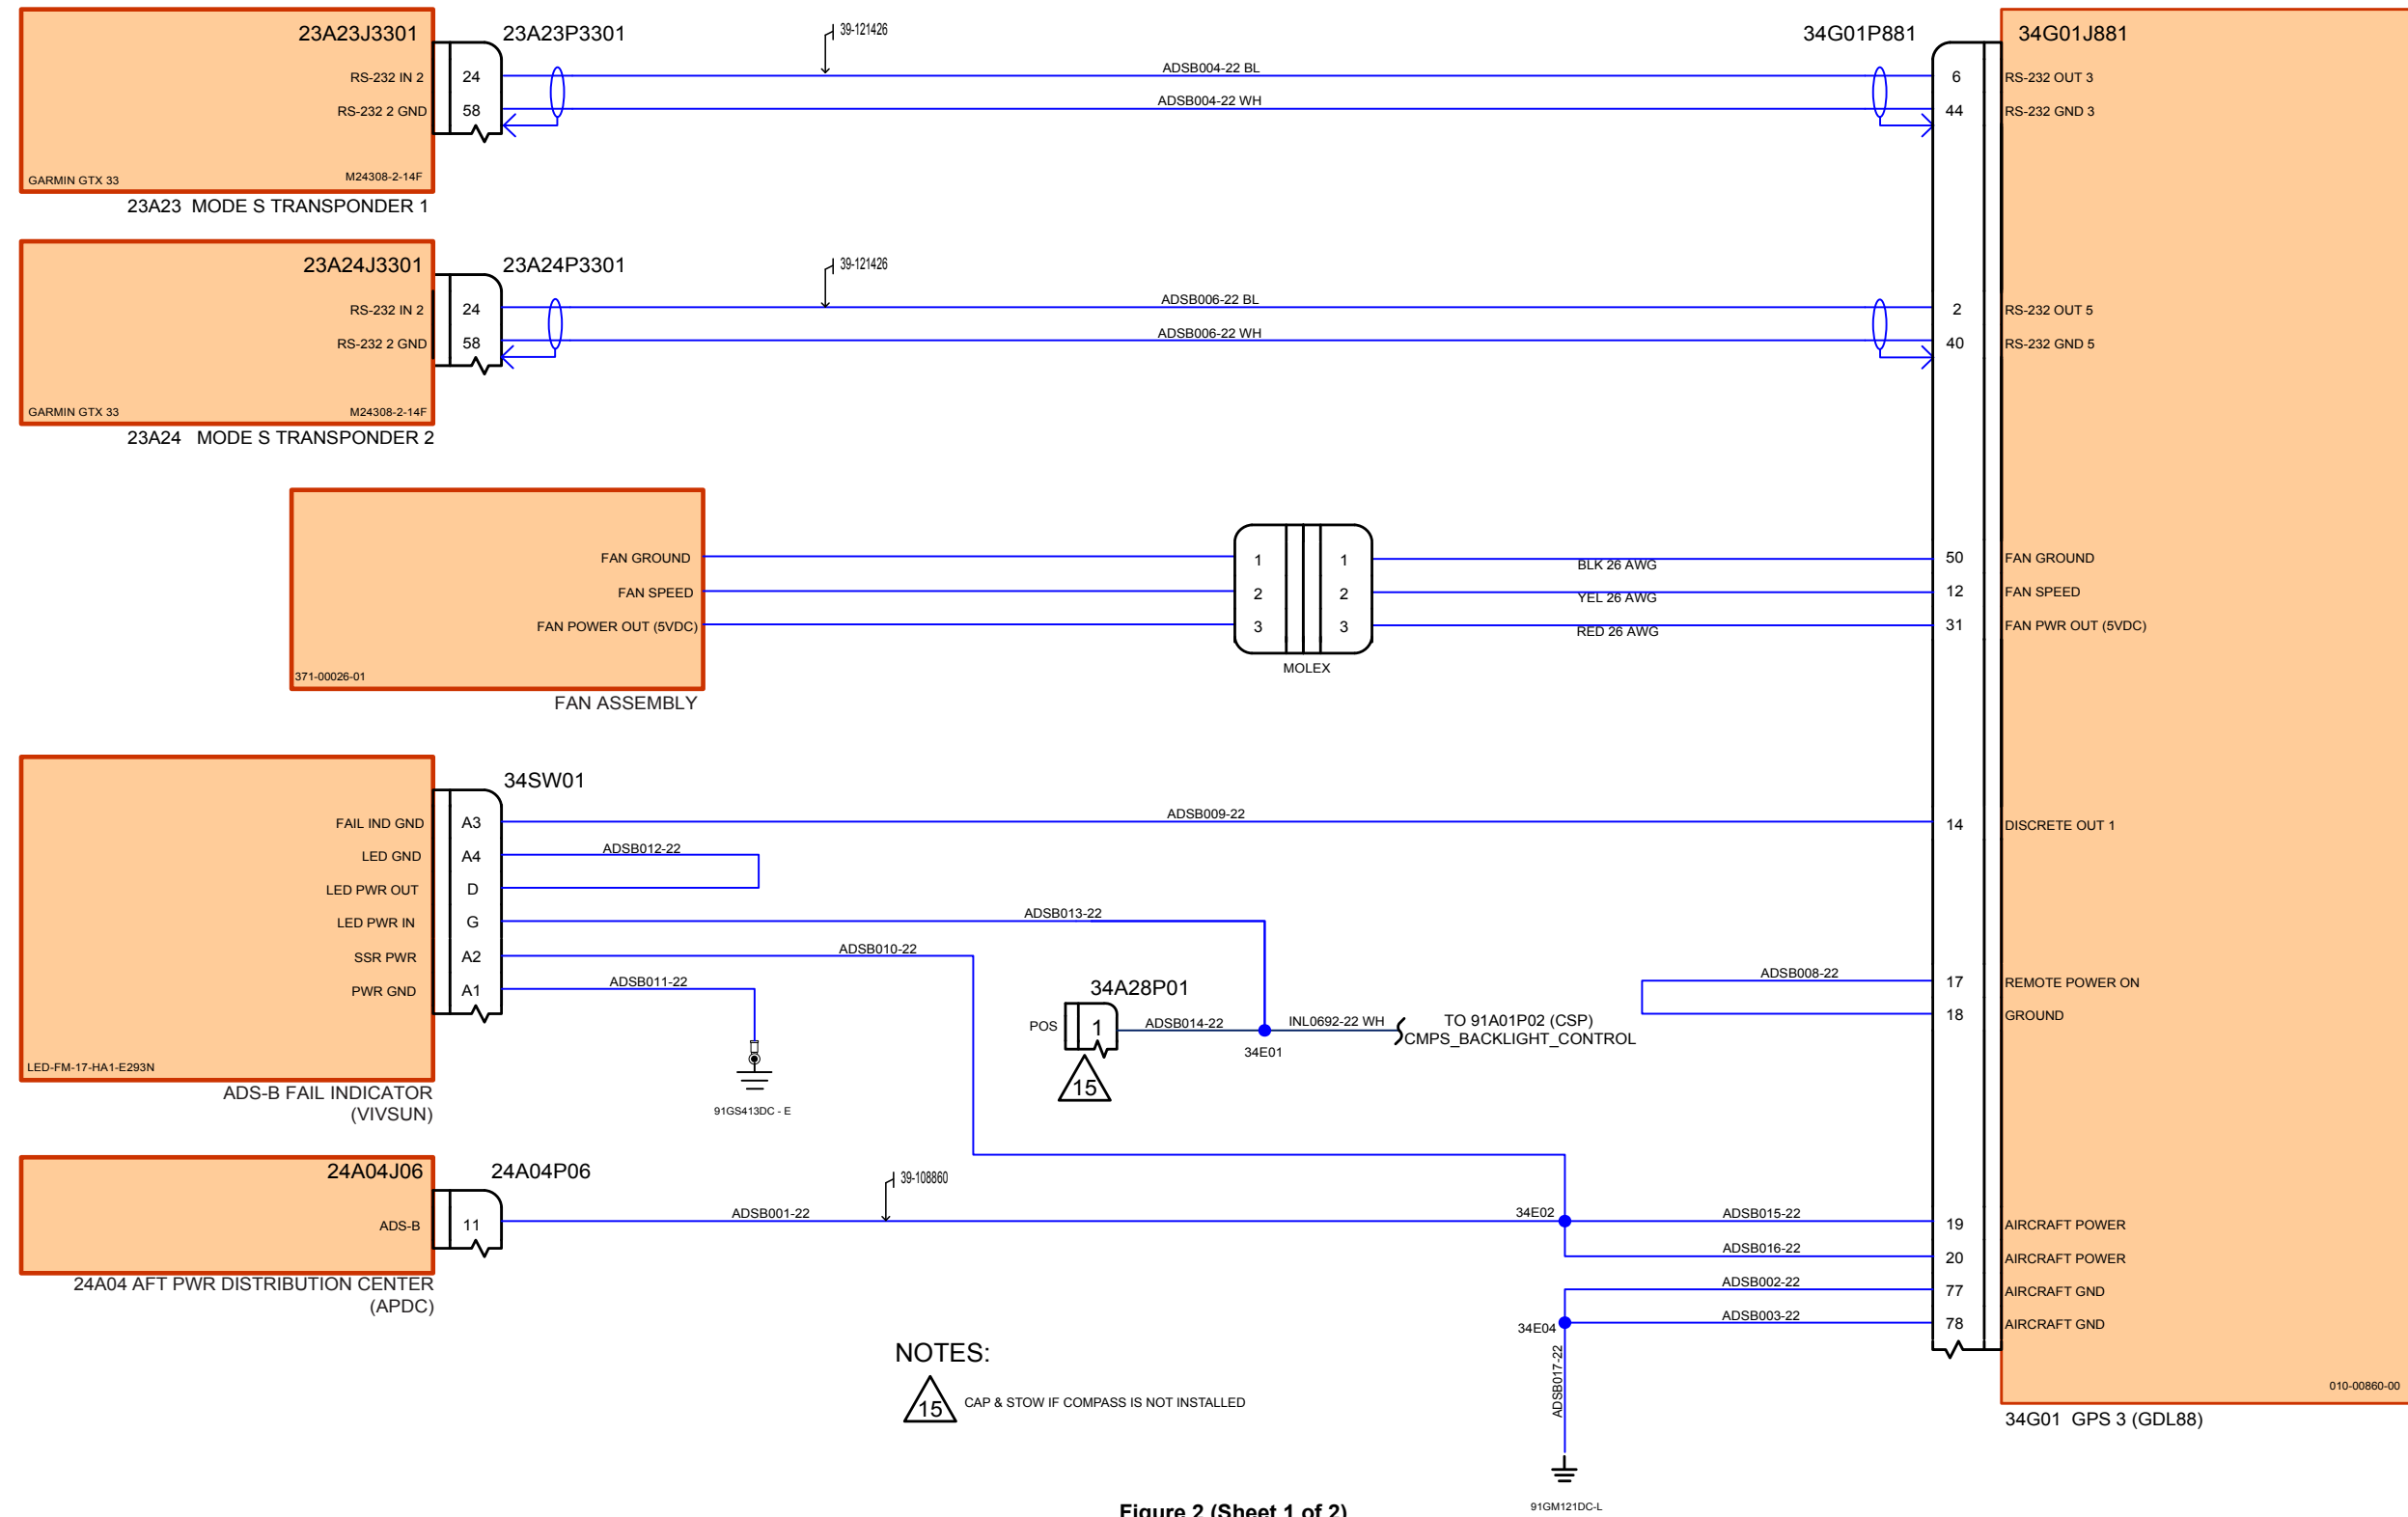 23A23J3301
23A23P3301
39-121426
34G01P881
34G01J881
RS-232 IN 2
24
ADSB004-22 BL
6
RS-232 OUT 3
RS-232 2 GND
58
ADSB004-22 WH
44
RS-232 GND 3
GARMIN GTX 33
M24308-2-14F
23A23 MODE S TRANSPONDER 1
23A24J3301
23A24P3301
39-121426
RS-232 IN 2
24
ADSB006-22 BL
2
RS-232 OUT 5
RS-232 2 GND
58
ADSB006-22 WH
40
RS-232 GND 5
GARMIN GTX 33
M24308-2-14F
23A24 MODE S TRANSPONDER 2
FAN GROUND
1
1
BLK 26 AWG
50
FAN GROUND
FAN SPEED
2
2
YEL 26 AWG
12
FAN SPEED
FAN POWER OUT (5VDC)
3
3
RED 26 AWG
31
FAN PWR OUT (5VDC)
MOLEX
371-00026-01
FAN ASSEMBLY
34SW01
FAIL IND GND
A3
ADSB009-22
14
DISCRETE OUT 1
LED GND
A4
ADSB012-22
LED PWR OUT
D
LED PWR IN
G
ADSB013-22
SSR PWR
A2
ADSB010-22
PWR GND
A1
ADSB011-22
34A28P01
ADSB008-22
17
REMOTE POWER ON
18
GROUND
POS
1
ADSB014-22
INL0692-22 WH
TO 91A01P02 (CSP)
CMPS_BACKLIGHT_CONTROL
34E01
15
LED-FM-17-HA1-E293N
ADS-B FAIL INDICATOR
(VIVSUN)
91GS413DC - E
24A04J06
24A04P06
39-108860
ADS-B
11
ADSB001-22
34E02
ADSB015-22
19
AIRCRAFT POWER
ADSB016-22
20
AIRCRAFT POWER
24A04 AFT PWR DISTRIBUTION CENTER
(APDC)
ADSB002-22
77
AIRCRAFT GND
34E04
ADSB003-22
78
AIRCRAFT GND
ADSB017-22
NOTES:
15
CAP & STOW IF COMPASS IS NOT INSTALLED
010-00860-00
34G01 GPS 3 (GDL88)
91GM121DC-L
Figure 2 (Sheet 1 of 2)